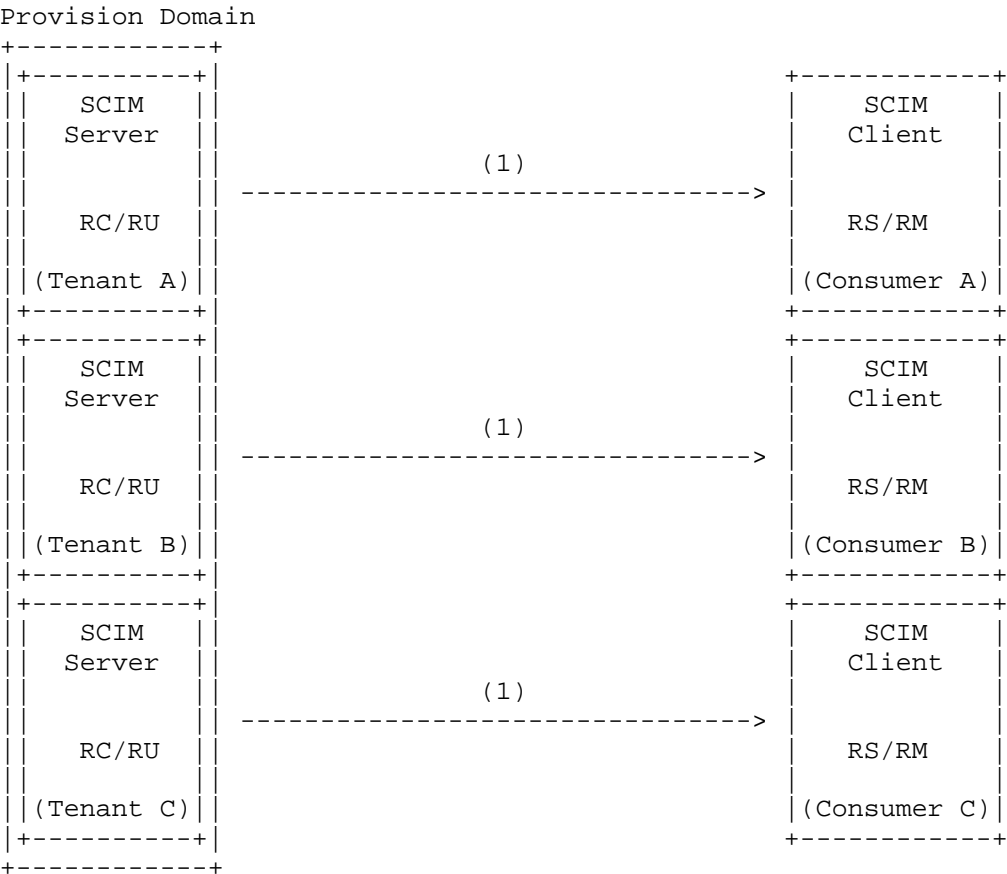 Provision Domain
SCIM SCIM
Server Client
(1)
RC/RU RS/RM
(Tenant A) (Consumer A)
SCIM SCIM
Server Client
(1)
RC/RU RS/RM
(Tenant B) (Consumer B)
SCIM SCIM
Server Client
(1)
RC/RU RS/RM
(Tenant C) (Consumer C)